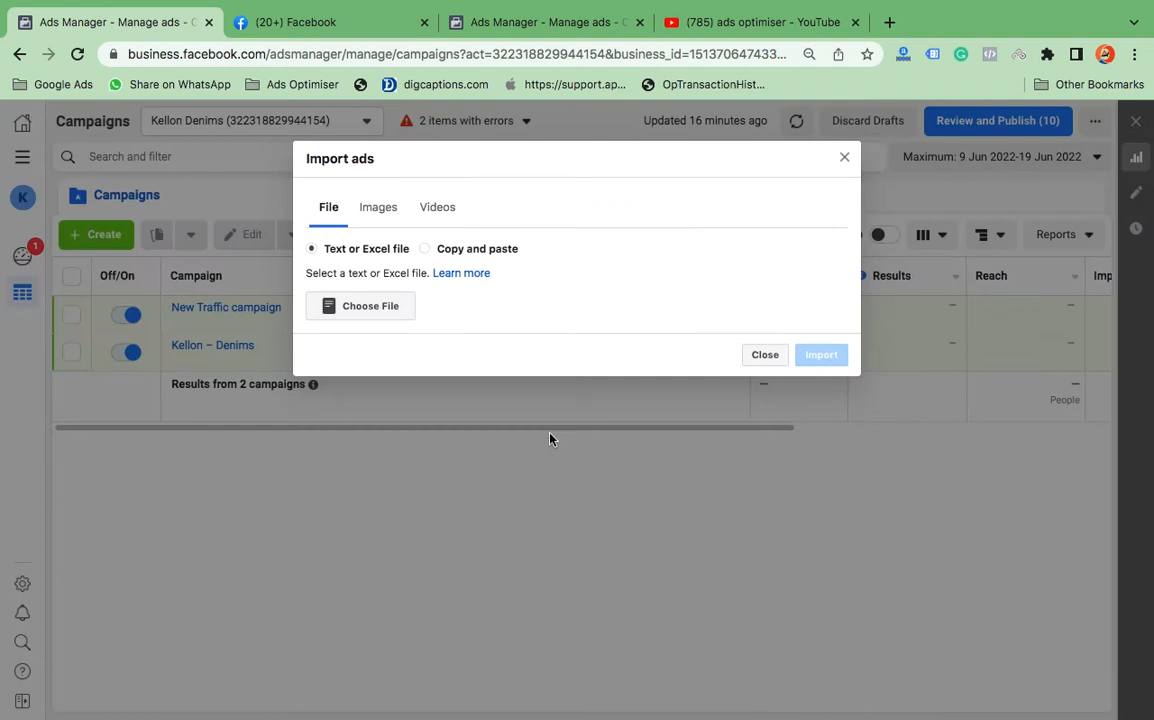 Ads Manager - Manage ads - C
(20+) Facebook
Ads Manager - Manage ads - C
(785) ads optimiser - YouTube
business.facebook.com/adsmanager/manage/campaigns?act=322318829944154&business_id=151370647433...
Google Ads
Share on WhatsApp
Ads Optimiser
digcaptions.com
https://support.ap...
OpTransactionHist...
Other Bookmarks
Campaigns
Kellon Denims (322318829944154)
2 items with errors
Updated 16 minutes ago
Discard Drafts
Review and Publish (10)
Search and filter
Maximum: 9 Jun 2022-19 Jun 2022
K
Campaigns
Create
Edit
Reports
1
Off/On
Campaign
Results
Reach
Imp
New Traffic campaign
Kellon – Denims
Results from 2 campaigns
People
Import ads
File
Images
Videos
Text or Excel file
Copy and paste
Select a text or Excel file. Learn more
Choose File
Close
Import